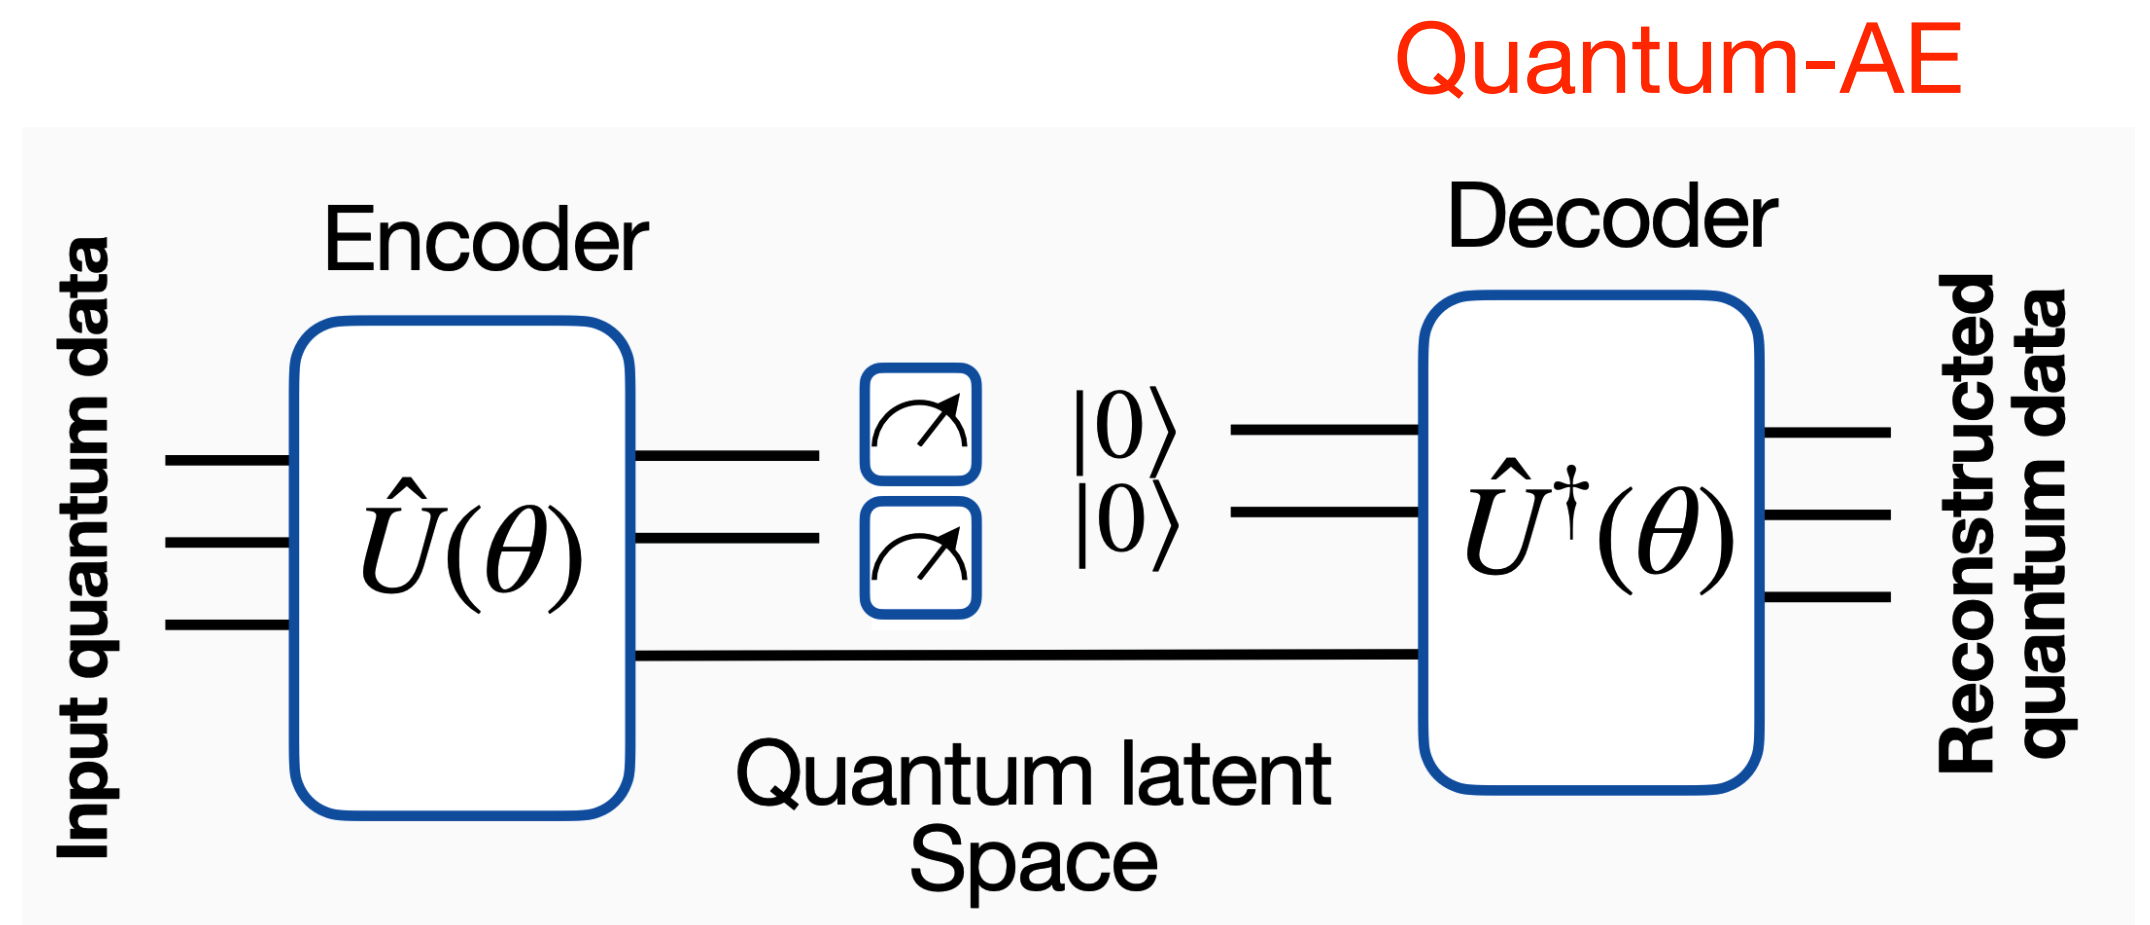 Quantum-AE
Input quantum data
Encoder
Û(θ)
|0⟩
|0⟩
Quantum latent
Space
Decoder
Û†(θ)
Reconstructed
quantum data